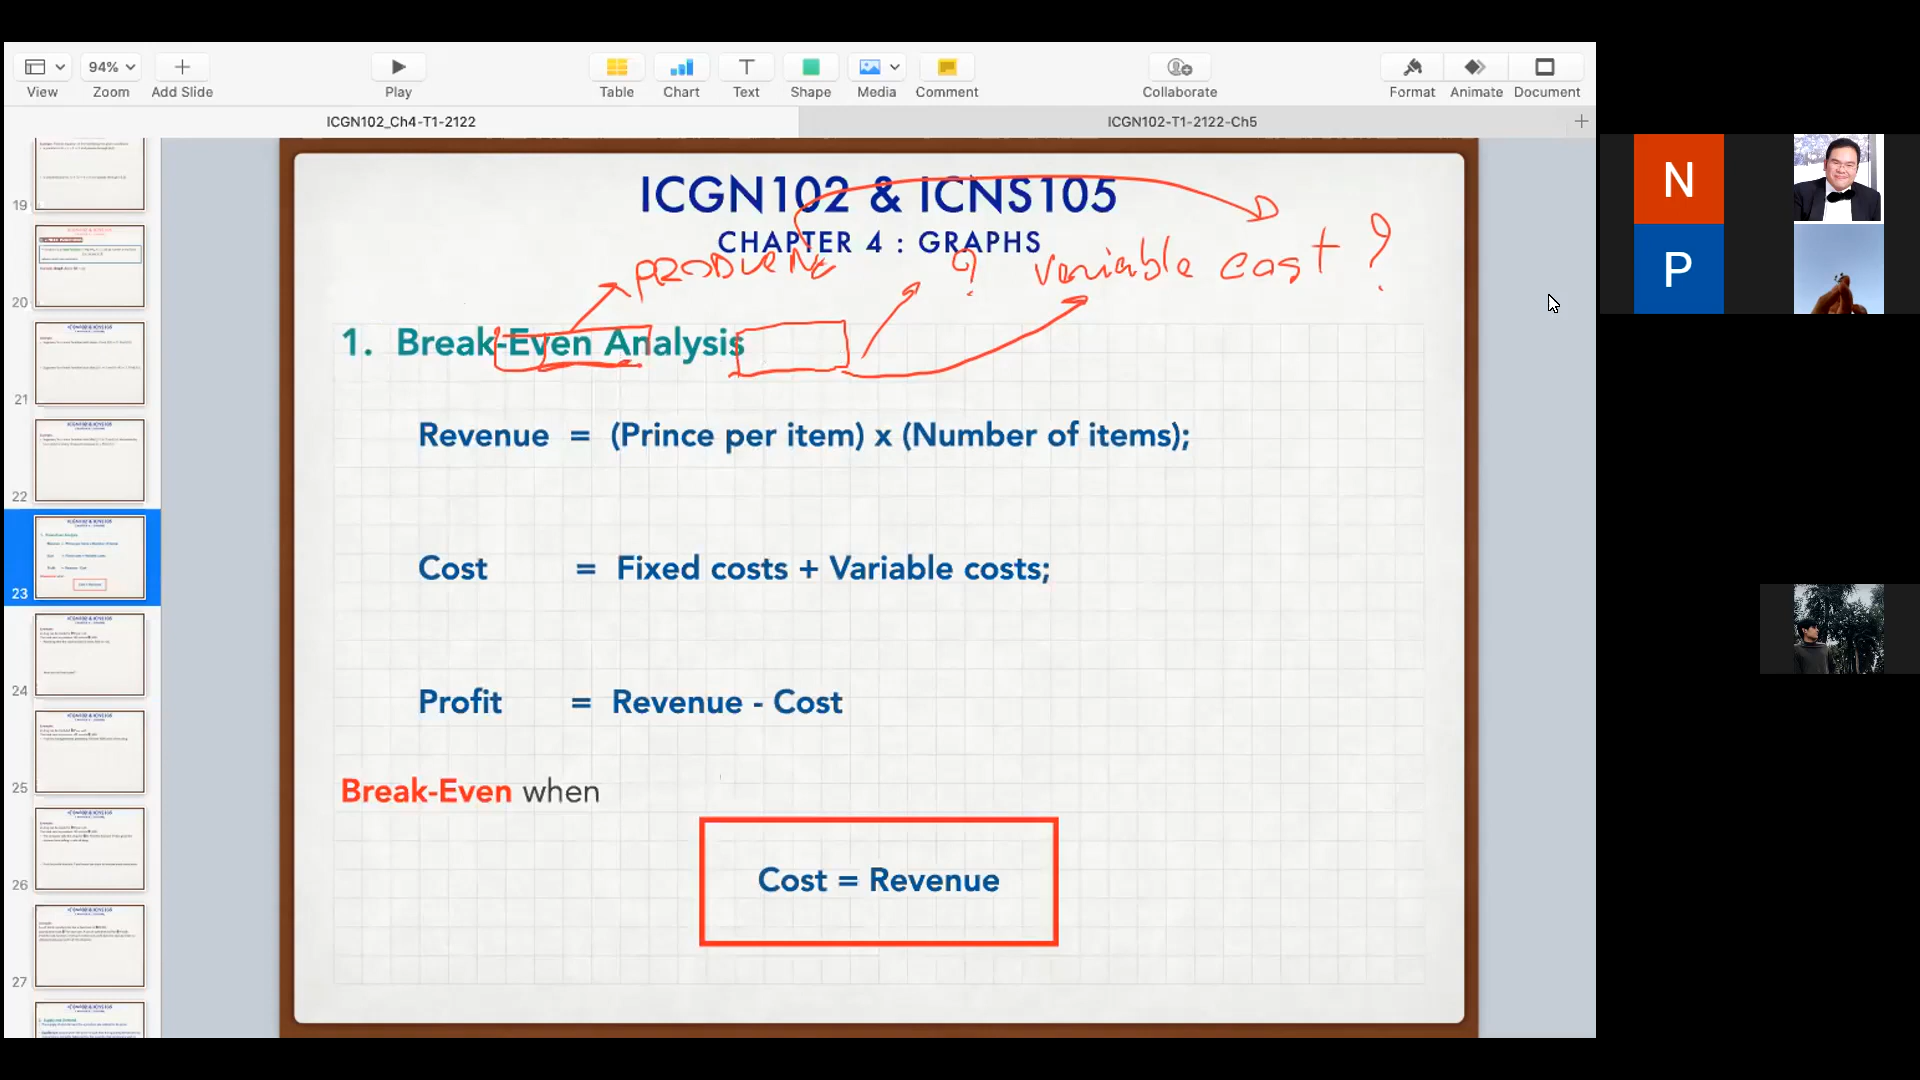 View
94%
Zoom
Add Slide
Play
Table
Chart
Text
Shape
Media
Comment
Collaborate
Format
Animate
Document
ICGN102_Ch4-T1-2122
ICGN102-T1-2122-Ch5
19
20
21
22
23
24
25
26
27
ICGN102 & ICNS105
CHAPTER 4 : GRAPHS
? variable cost ?
1. Break-Even Analysis
Revenue = (Prince per item) x (Number of items);
Cost = Fixed costs + Variable costs;
Profit = Revenue - Cost
Break-Even when
Cost = Revenue
N
P